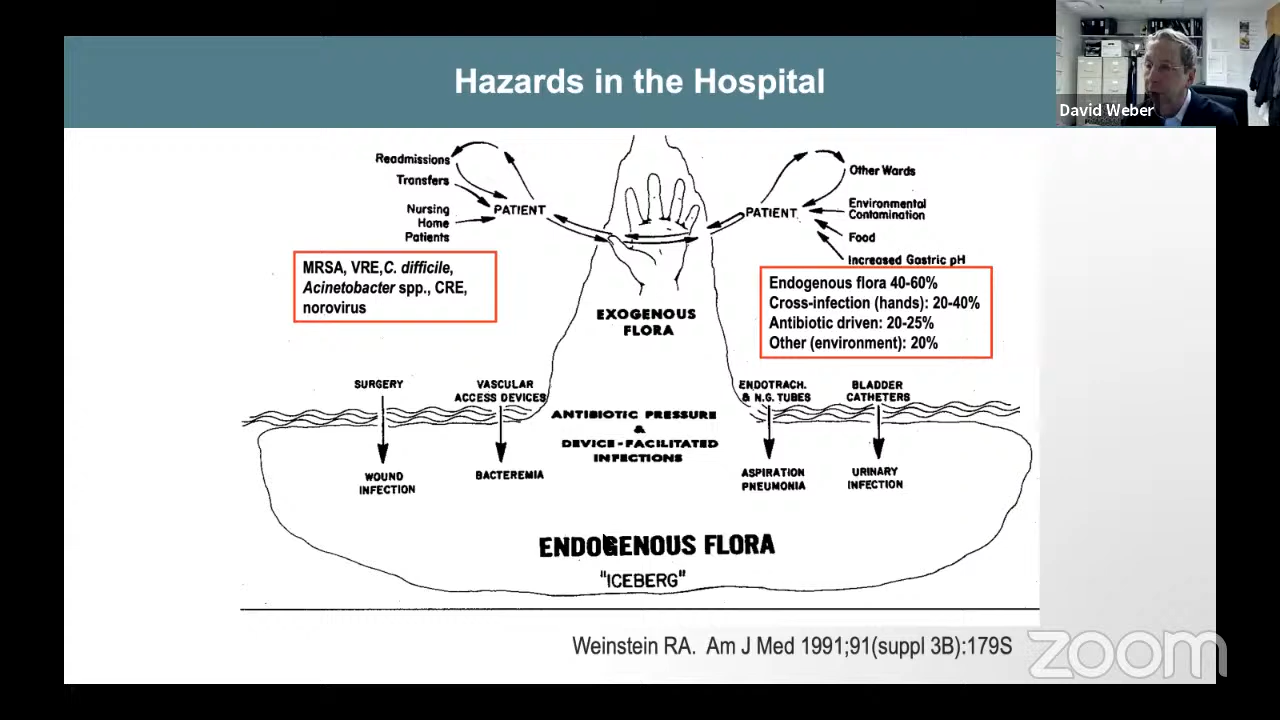 Hazards in the Hospital
David Weber
Readmissions
Transfers
Nursing
Home
Patients
PATIENT
PATIENT
Other Wards
Environmental
Contamination
Food
Increased Gastric pH
MRSA, VRE,C. difficile,
Acinetobacter spp., CRE,
norovirus
Endogenous flora 40-60%
Cross-infection (hands): 20-40%
Antibiotic driven: 20-25%
Other (environment): 20%
EXOGENOUS
FLORA
SURGERY
VASCULAR
ACCESS DEVICES
ENDOTRACH.
& N.G. TUBES
BLADDER
CATHETERS
ANTIBIOTIC PRESSURE
&
DEVICE-FACILITATED
INFECTIONS
WOUND
INFECTION
BACTEREMIA
ASPIRATION
PNEUMONIA
URINARY
INFECTION
ENDOGENOUS FLORA
"ICEBERG"
Weinstein RA. Am J Med 1991;91(suppl 3B):179S
zoom